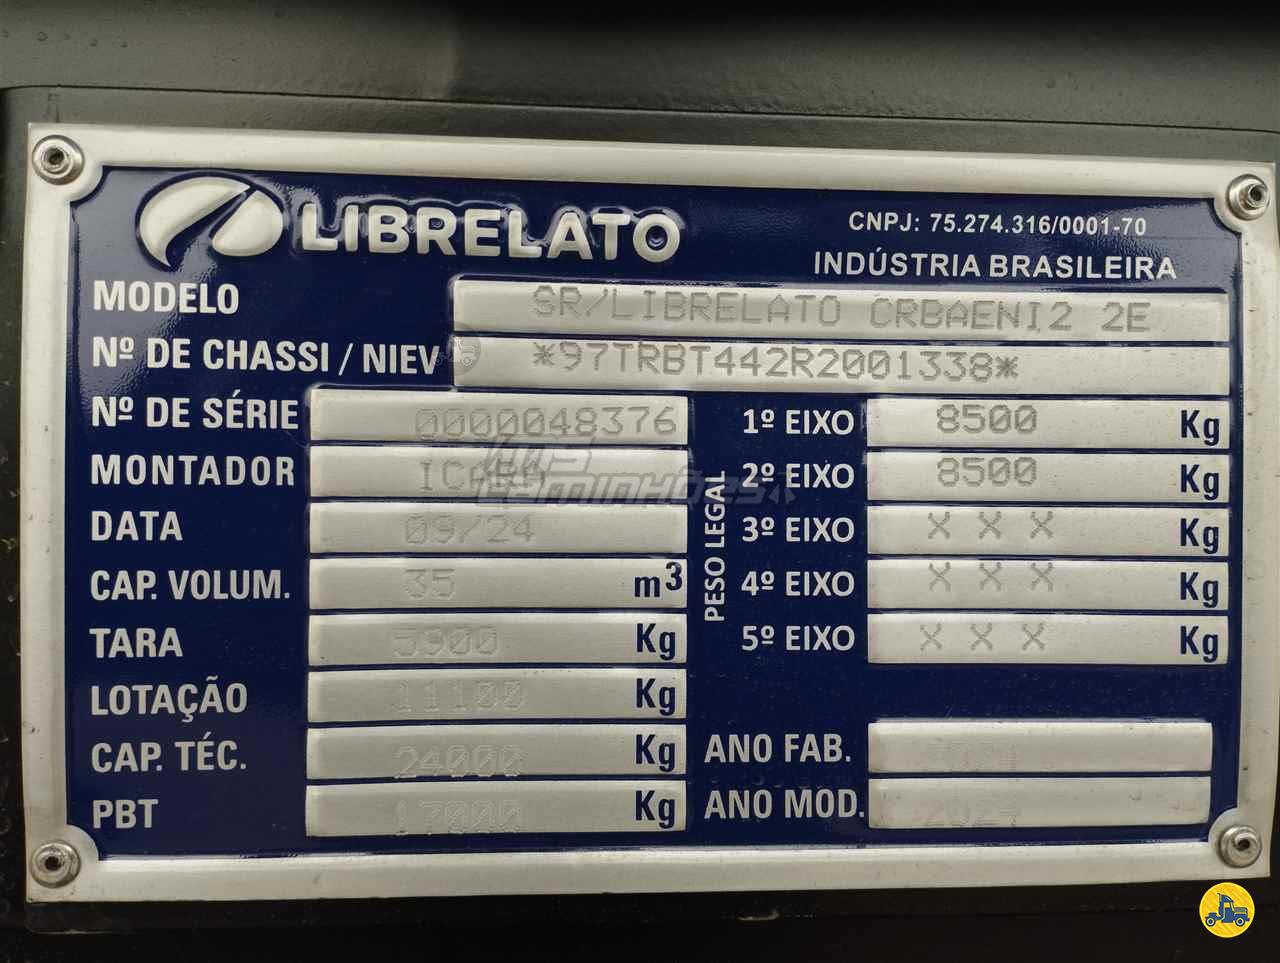 LIBRELATO
CNPJ: 75.274.316/0001-70
INDÚSTRIA BRASILEIRA
MODELO SR/LIBRELATO CRBAENI2 2E
Nº DE CHASSI / NIEV *97TRBT442R2001338*
Nº DE SÉRIE 0000048376
MONTADOR
DATA 09/24
CAP. VOLUM. 35 m3
TARA 5900 Kg
LOTAÇÃO 11100 Kg
CAP. TÉC. 24000 Kg
PBT 17000 Kg
PESO LEGAL
1º EIXO 8500 Kg
2º EIXO 8500 Kg
3º EIXO X X X Kg
4º EIXO X X X Kg
5º EIXO X X X Kg
ANO FAB. 2024
ANO MOD. 2024
Caminhões